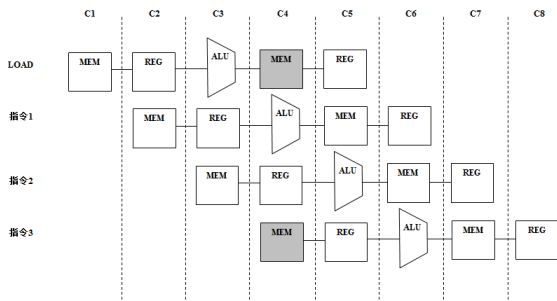 C1 C2 C3 C4 C5 C6 C7 C8
LOAD MEM REG ALU MEM REG
指令1 MEM REG ALU MEM REG
指令2 MEM REG ALU MEM REG
指令3 MEM REG ALU MEM REG